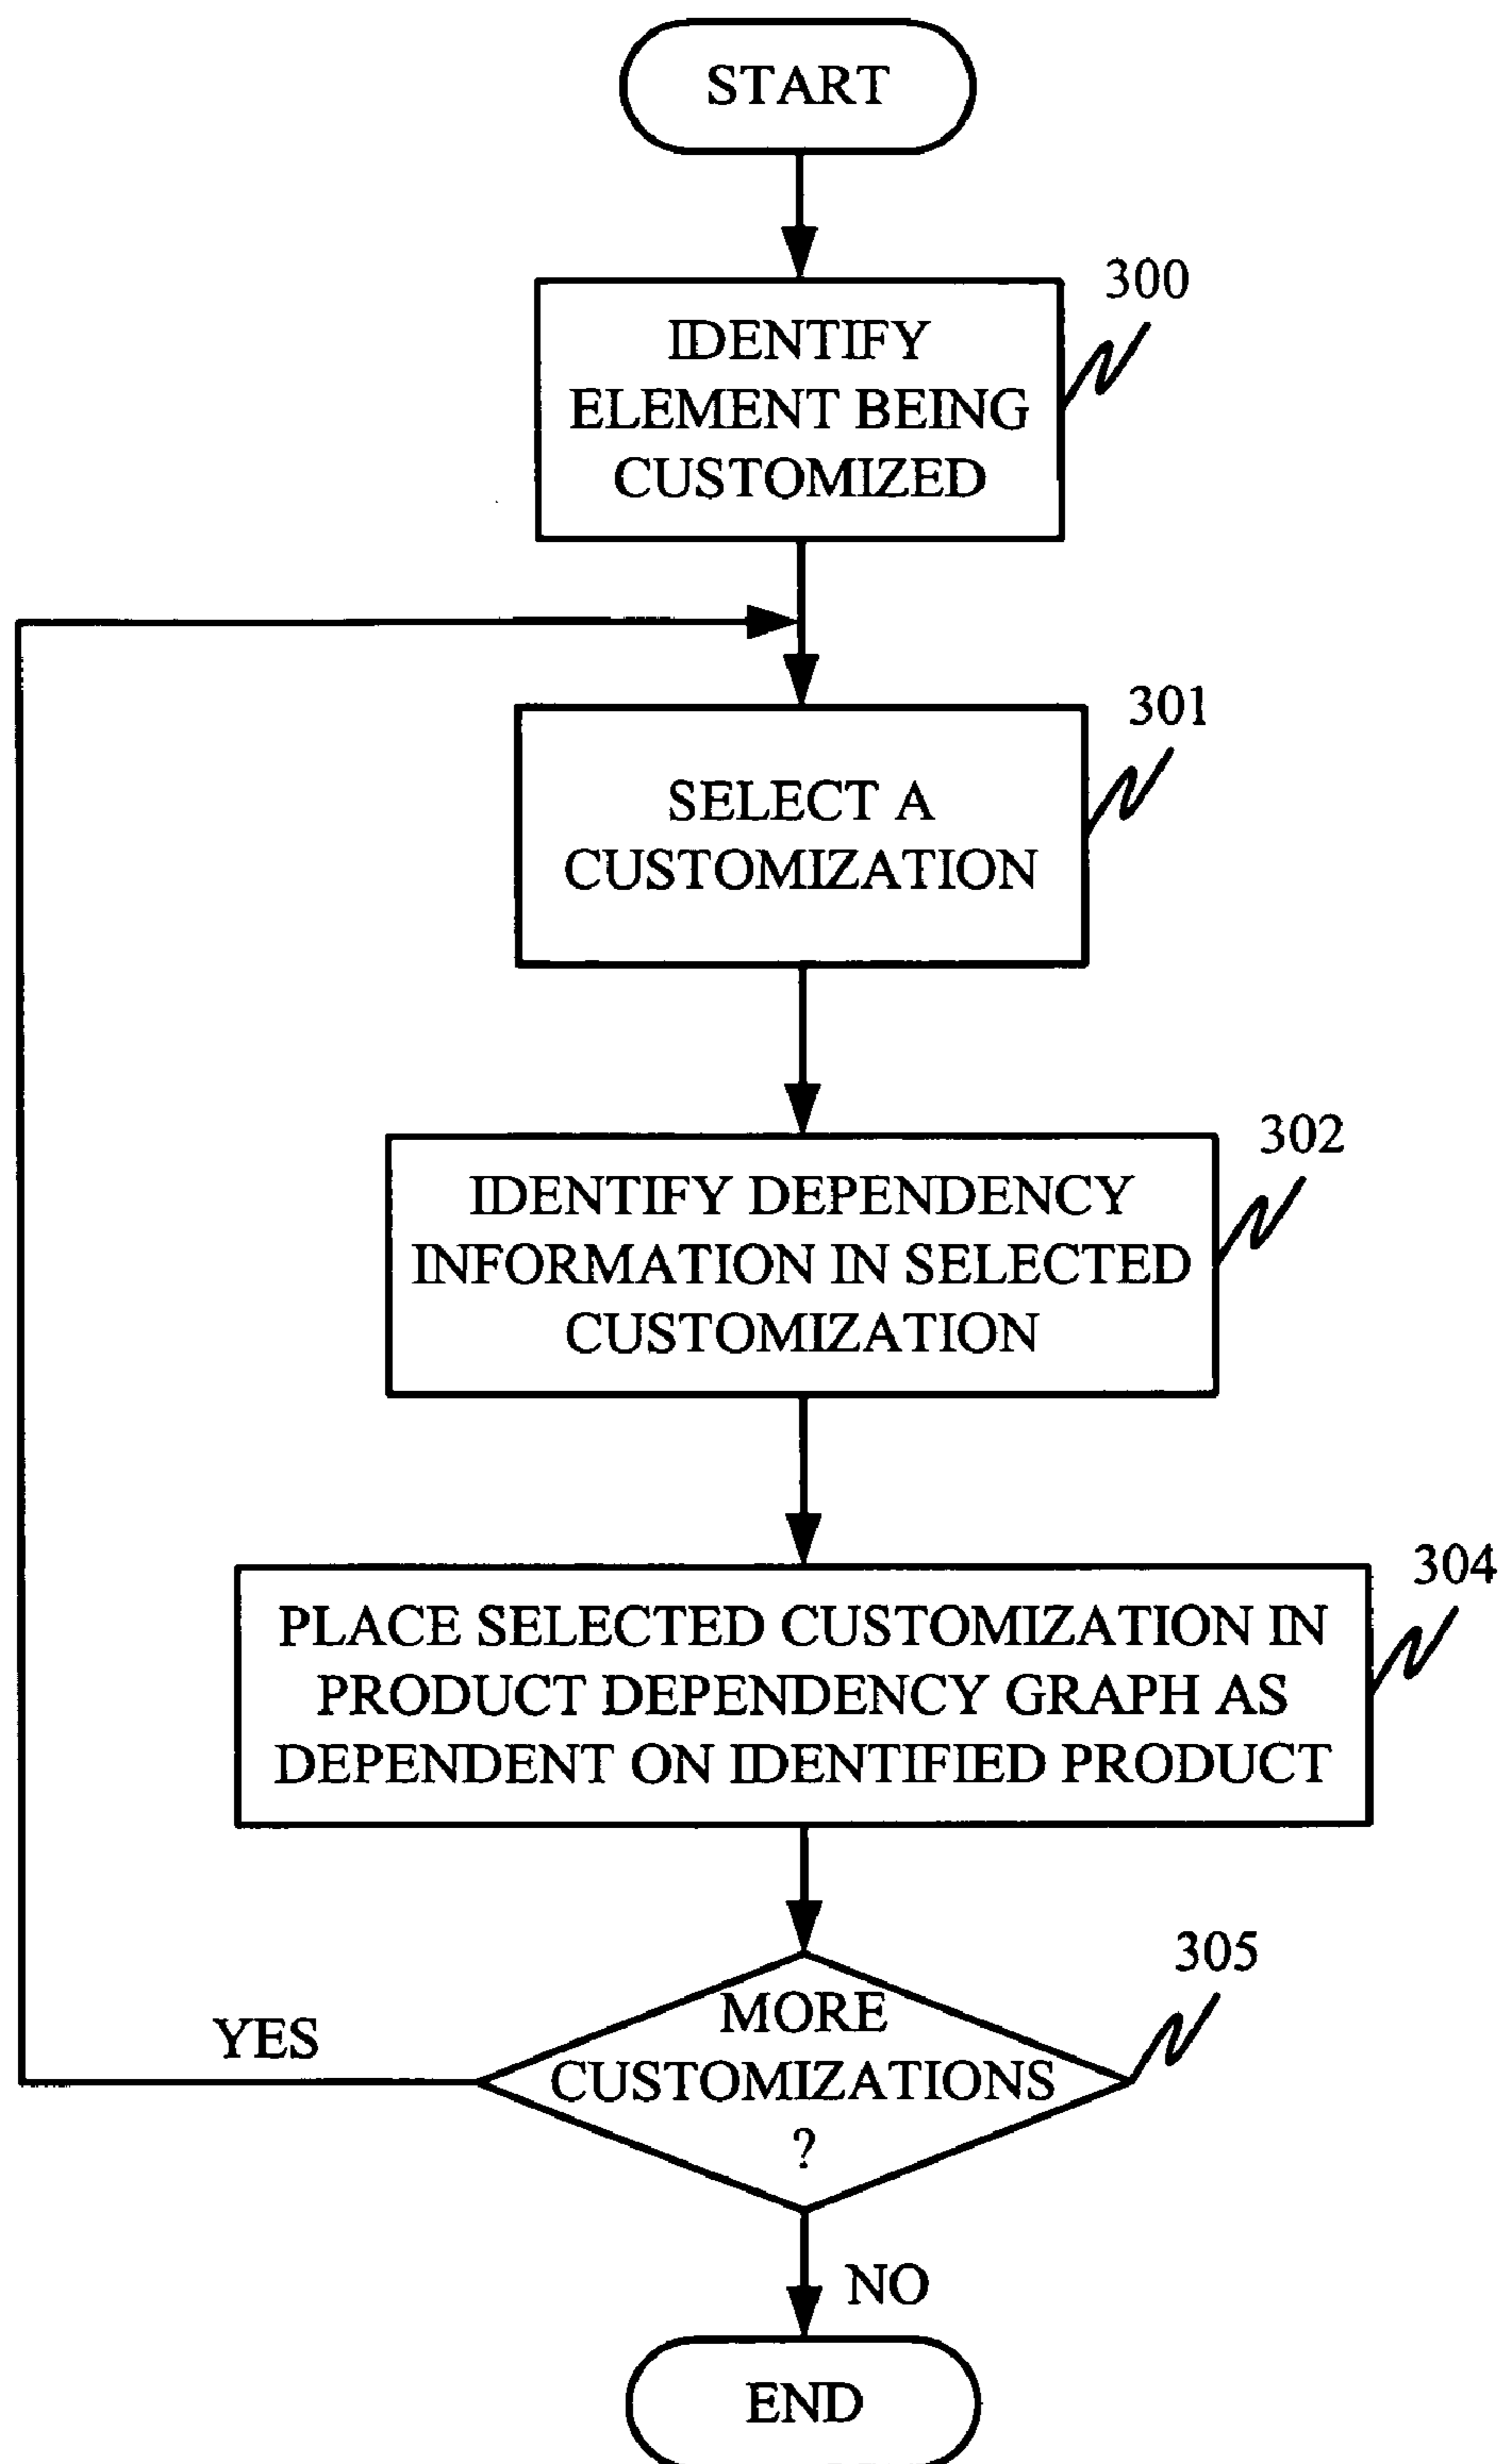 START
300
IDENTIFY
ELEMENT BEING
CUSTOMIZED
301
SELECT A
CUSTOMIZATION
302
IDENTIFY DEPENDENCY
INFORMATION IN SELECTED
CUSTOMIZATION
304
PLACE SELECTED CUSTOMIZATION IN
PRODUCT DEPENDENCY GRAPH AS
DEPENDENT ON IDENTIFIED PRODUCT
305
MORE
CUSTOMIZATIONS
?
YES
NO
END